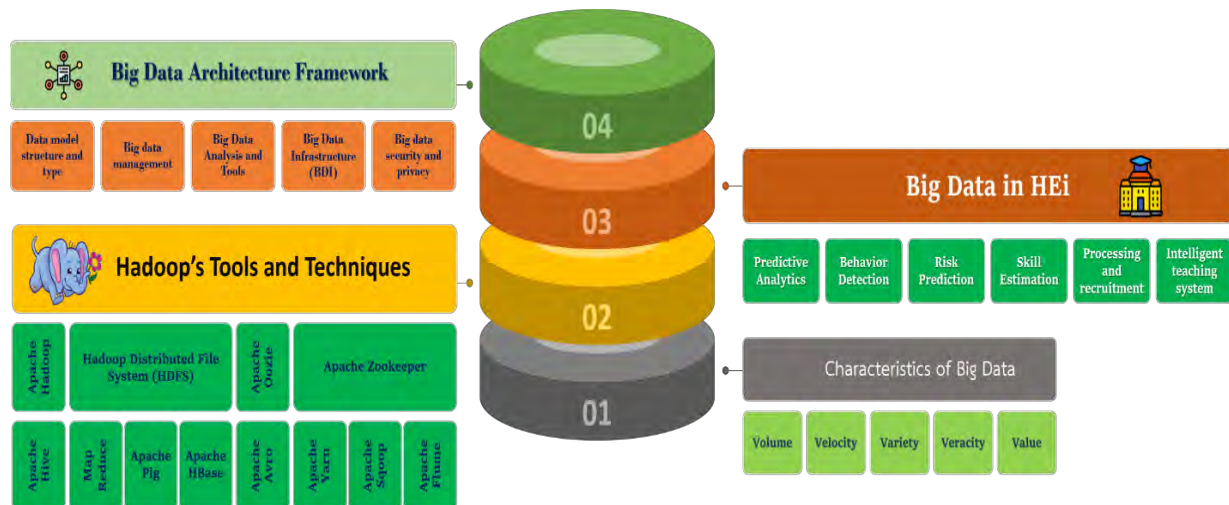 Big Data Architecture Framework
Data model
structure and
type
Big data
management
Big Data
Analysis and
Tools
Big Data
Infrastructure
(BDI)
Big data
security and
privacy
04
03
02
01
Big Data in HEi
Predictive
Analytics
Behavior
Detection
Risk
Prediction
Skill
Estimation
Processing
and
recruitment
Intelligent
teaching
system
Hadoop's Tools and Techniques
Apache
Hadoop
Hadoop Distributed File
System (HDFS)
Apache
Oozie
Apache Zookeeper
Apache
Hive
Map
Reduce
Apache
Pig
Apache
HBase
Apache
Avro
Apache
Yaru
Apache
Sqoop
Apache
Flume
Characteristics of Big Data
Volume
Velocity
Variety
Veracity
Value